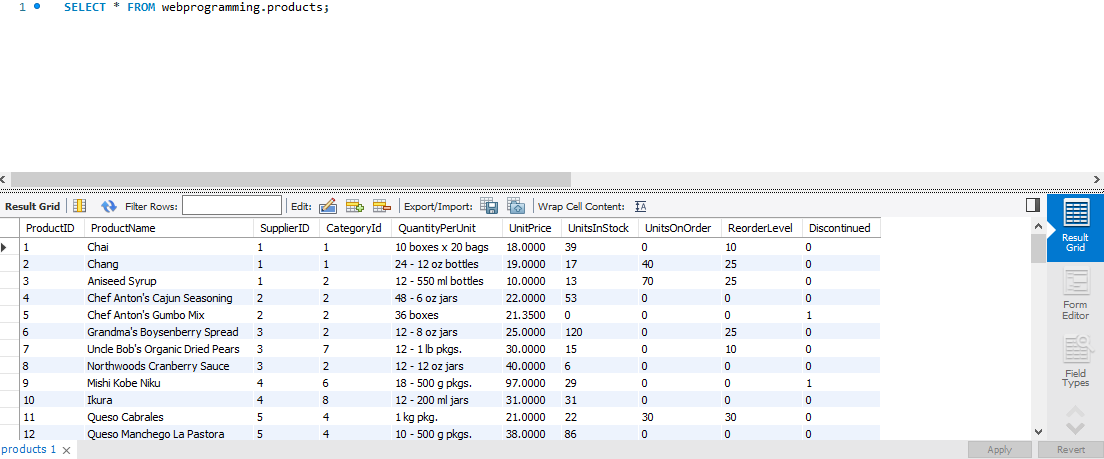 1 SELECT * FROM webprogramming.products;
Result Grid Filter Rows: Edit: Export/Import: Wrap Cell Content: IA
ProductID ProductName SupplierID CategoryId QuantityPerUnit UnitPrice UnitsInStock UnitsOnOrder ReorderLevel Discontinued
1 Chai 1 1 10 boxes x 20 bags 18.0000 39 0 10 0
2 Chang 1 1 24 - 12 oz bottles 19.0000 17 40 25 0
3 Aniseed Syrup 1 2 12 - 550 ml bottles 10.0000 13 70 25 0
4 Chef Anton's Cajun Seasoning 2 2 48 - 6 oz jars 22.0000 53 0 0 0
5 Chef Anton's Gumbo Mix 2 2 36 boxes 21.3500 0 0 0 1
6 Grandma's Boysenberry Spread 3 2 12 - 8 oz jars 25.0000 120 0 25 0
7 Uncle Bob's Organic Dried Pears 3 7 12 - 1 lb pkgs. 30.0000 15 0 10 0
8 Northwoods Cranberry Sauce 3 2 12 - 12 oz jars 40.0000 6 0 0 0
9 Mishi Kobe Niku 4 6 18 - 500 g pkgs. 97.0000 29 0 0 1
10 Ikura 4 8 12 - 200 ml jars 31.0000 31 0 0 0
11 Queso Cabrales 5 4 1 kg pkg. 21.0000 22 30 30 0
12 Queso Manchego La Pastora 5 4 10 - 500 g pkgs. 38.0000 86 0 0 0
Result
Grid
Form
Editor
Field
Types
products 1 Apply Revert